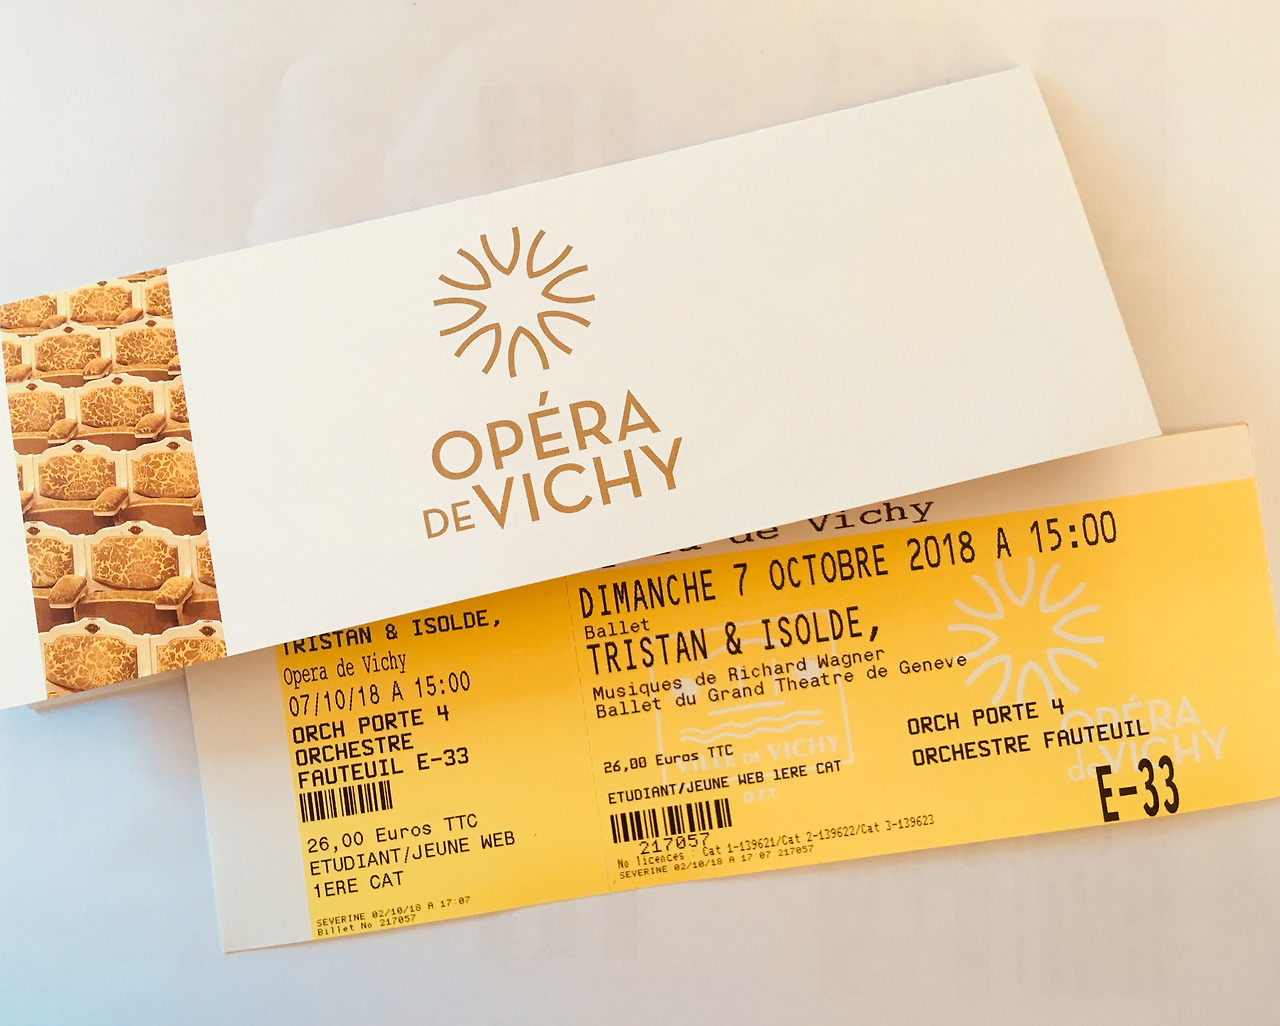 OPÉRA
DE VICHY
de Vichy
DIMANCHE 7 OCTOBRE 2018 A 15:00
Ballet
TRISTAN & ISOLDE,
Musiques de Richard Wagner
Ballet du Grand Theatre de Geneve
ORCH PORTE 4
ORCHESTRE FAUTEUIL
E-33
26,00 Euros TTC
ETUDIANT/JEUNE WEB 1ERE CAT
217057
No licences : Cat 1-139621/Cat 2-139622/Cat 3-139623
SEVERINE 02/10/18 A 17:07 217057
OPÉRA
de VICHY
VILLE DE VICHY
O.T.T.
TRISTAN & ISOLDE,
Opera de Vichy
07/10/18 A 15:00
ORCH PORTE 4
ORCHESTRE
FAUTEUIL E-33
26,00 Euros TTC
ETUDIANT/JEUNE WEB
1ERE CAT
SEVERINE 02/10/18 A 17:07
Billet No 217057